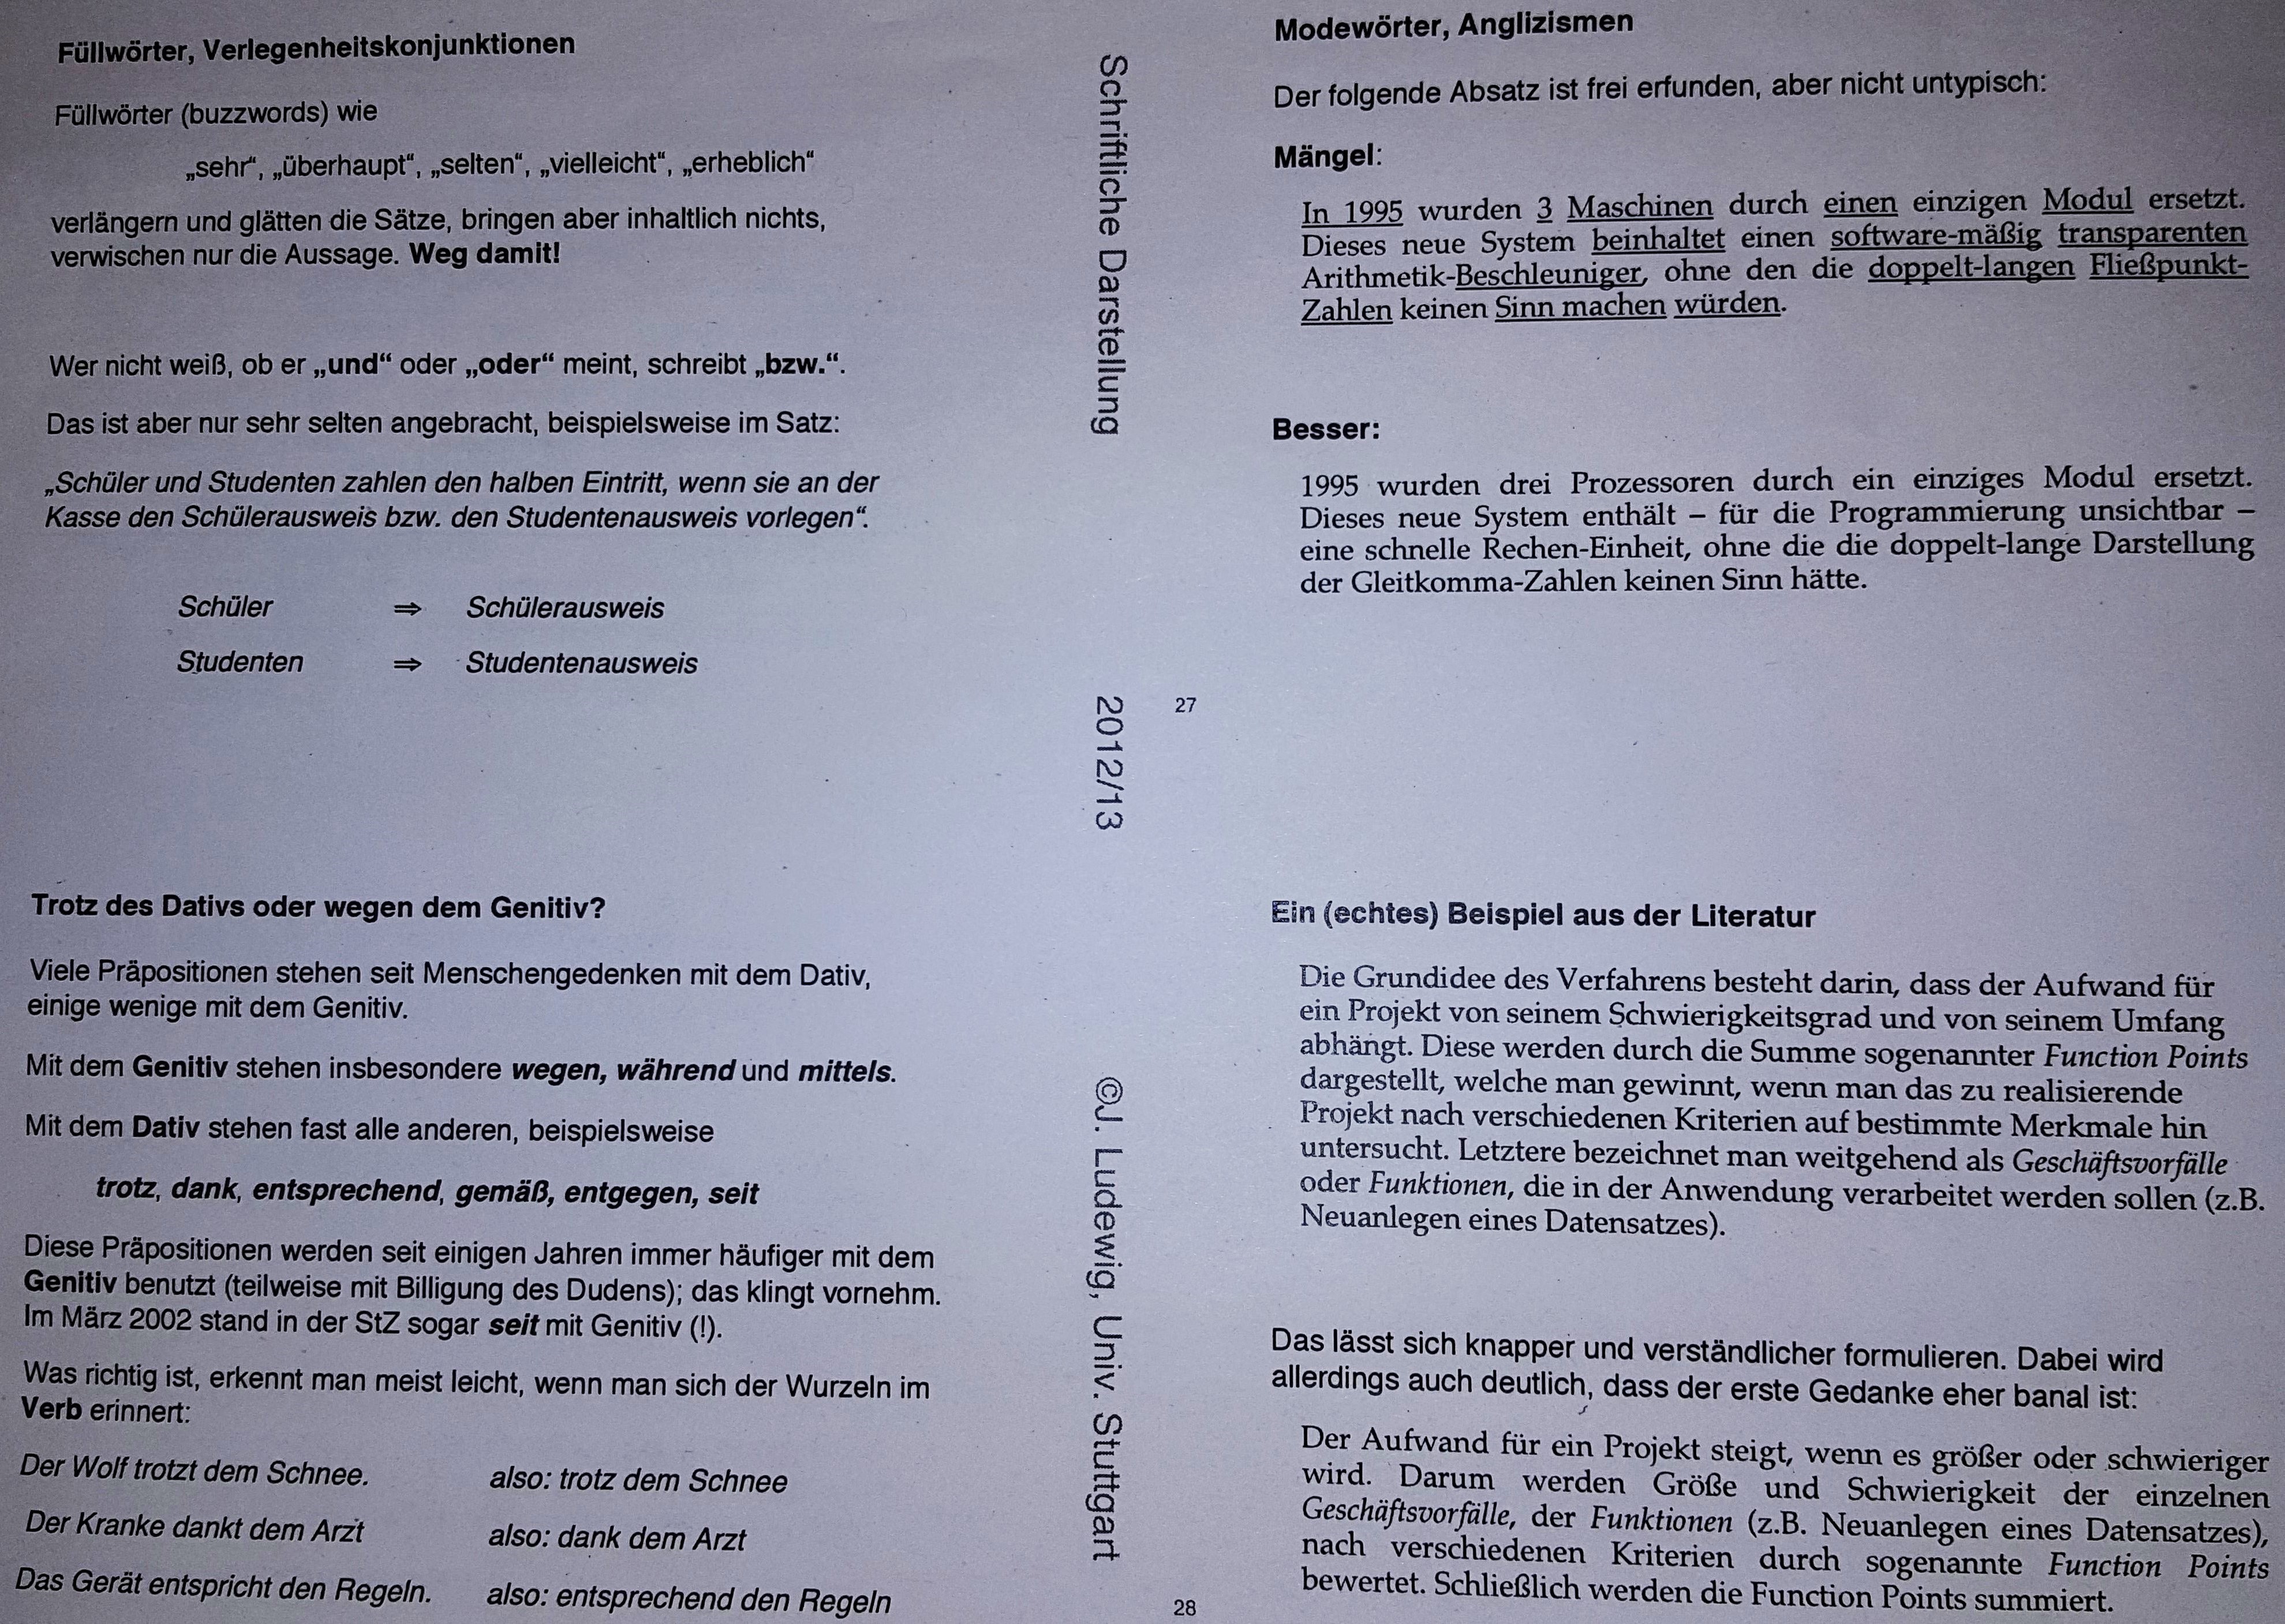 Füllwörter, Verlegenheitskonjunktionen
Füllwörter (buzzwords) wie
„sehr“, „überhaupt“, „selten“, „vielleicht“, „erheblich“
verlängern und glätten die Sätze, bringen aber inhaltlich nichts,
verwischen nur die Aussage. Weg damit!
Wer nicht weiß, ob er „und“ oder „oder“ meint, schreibt „bzw.“.
Das ist aber nur sehr selten angebracht, beispielsweise im Satz:
„Schüler und Studenten zahlen den halben Eintritt, wenn sie an der
Kasse den Schülerausweis bzw. den Studentenausweis vorlegen“.
Schüler ⇒ Schülerausweis
Studenten ⇒ Studentenausweis
Modewörter, Anglizismen
Der folgende Absatz ist frei erfunden, aber nicht untypisch:
Mängel:
In 1995 wurden 3 Maschinen durch einen einzigen Modul ersetzt.
Dieses neue System beinhaltet einen software-mäßig transparenten
Arithmetik-Beschleuniger, ohne den die doppelt-langen Fließpunkt-
Zahlen keinen Sinn machen würden.
Besser:
1995 wurden drei Prozessoren durch ein einziges Modul ersetzt.
Dieses neue System enthält – für die Programmierung unsichtbar –
eine schnelle Rechen-Einheit, ohne die die doppelt-lange Darstellung
der Gleitkomma-Zahlen keinen Sinn hätte.
27
Trotz des Dativs oder wegen dem Genitiv?
Viele Präpositionen stehen seit Menschengedenken mit dem Dativ,
einige wenige mit dem Genitiv.
Mit dem Genitiv stehen insbesondere wegen, während und mittels.
Mit dem Dativ stehen fast alle anderen, beispielsweise
trotz, dank, entsprechend, gemäß, entgegen, seit
Diese Präpositionen werden seit einigen Jahren immer häufiger mit dem
Genitiv benutzt (teilweise mit Billigung des Dudens); das klingt vornehm.
Im März 2002 stand in der StZ sogar seit mit Genitiv (!).
Was richtig ist, erkennt man meist leicht, wenn man sich der Wurzeln im
Verb erinnert:
Der Wolf trotzt dem Schnee. also: trotz dem Schnee
Der Kranke dankt dem Arzt also: dank dem Arzt
Das Gerät entspricht den Regeln. also: entsprechend den Regeln
Ein (echtes) Beispiel aus der Literatur
Die Grundidee des Verfahrens besteht darin, dass der Aufwand für
ein Projekt von seinem Schwierigkeitsgrad und von seinem Umfang
abhängt. Diese werden durch die Summe sogenannter Function Points
dargestellt, welche man gewinnt, wenn man das zu realisierende
Projekt nach verschiedenen Kriterien auf bestimmte Merkmale hin
untersucht. Letztere bezeichnet man weitgehend als Geschäftsvorfälle
oder Funktionen, die in der Anwendung verarbeitet werden sollen (z.B.
Neuanlegen eines Datensatzes).
Das lässt sich knapper und verständlicher formulieren. Dabei wird
allerdings auch deutlich, dass der erste Gedanke eher banal ist:
Der Aufwand für ein Projekt steigt, wenn es größer oder schwieriger
wird. Darum werden Größe und Schwierigkeit der einzelnen
Geschäftsvorfälle, der Funktionen (z.B. Neuanlegen eines Datensatzes),
nach verschiedenen Kriterien durch sogenannte Function Points
bewertet. Schließlich werden die Function Points summiert.
28
Schriftliche Darstellung 2012/13 ©J. Ludewig, Univ. Stuttgart